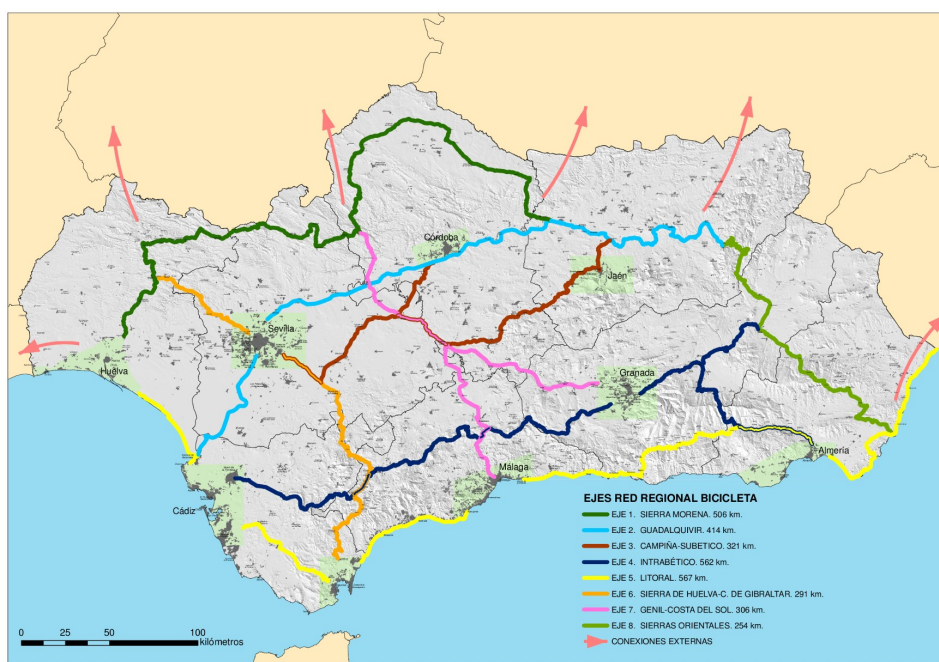 Córdoba
Jaén
Sevilla
Huelva
Granada
Málaga
Almería
Cádiz
EJES RED REGIONAL BICICLETA
EJE 1. SIERRA MORENA. 506 km.
EJE 2. GUADALQUIVIR. 414 km.
EJE 3. CAMPIÑA-SUBETICO. 321 km.
EJE 4. INTRABÉTICO. 562 km.
EJE 5. LITORAL. 567 km.
EJE 6. SIERRA DE HUELVA-C. DE GIBRALTAR. 291 km.
EJE 7. GENIL-COSTA DEL SOL. 306 km.
EJE 8. SIERRAS ORIENTALES. 254 km.
CONEXIONES EXTERNAS
0 25 50 100
kilómetros